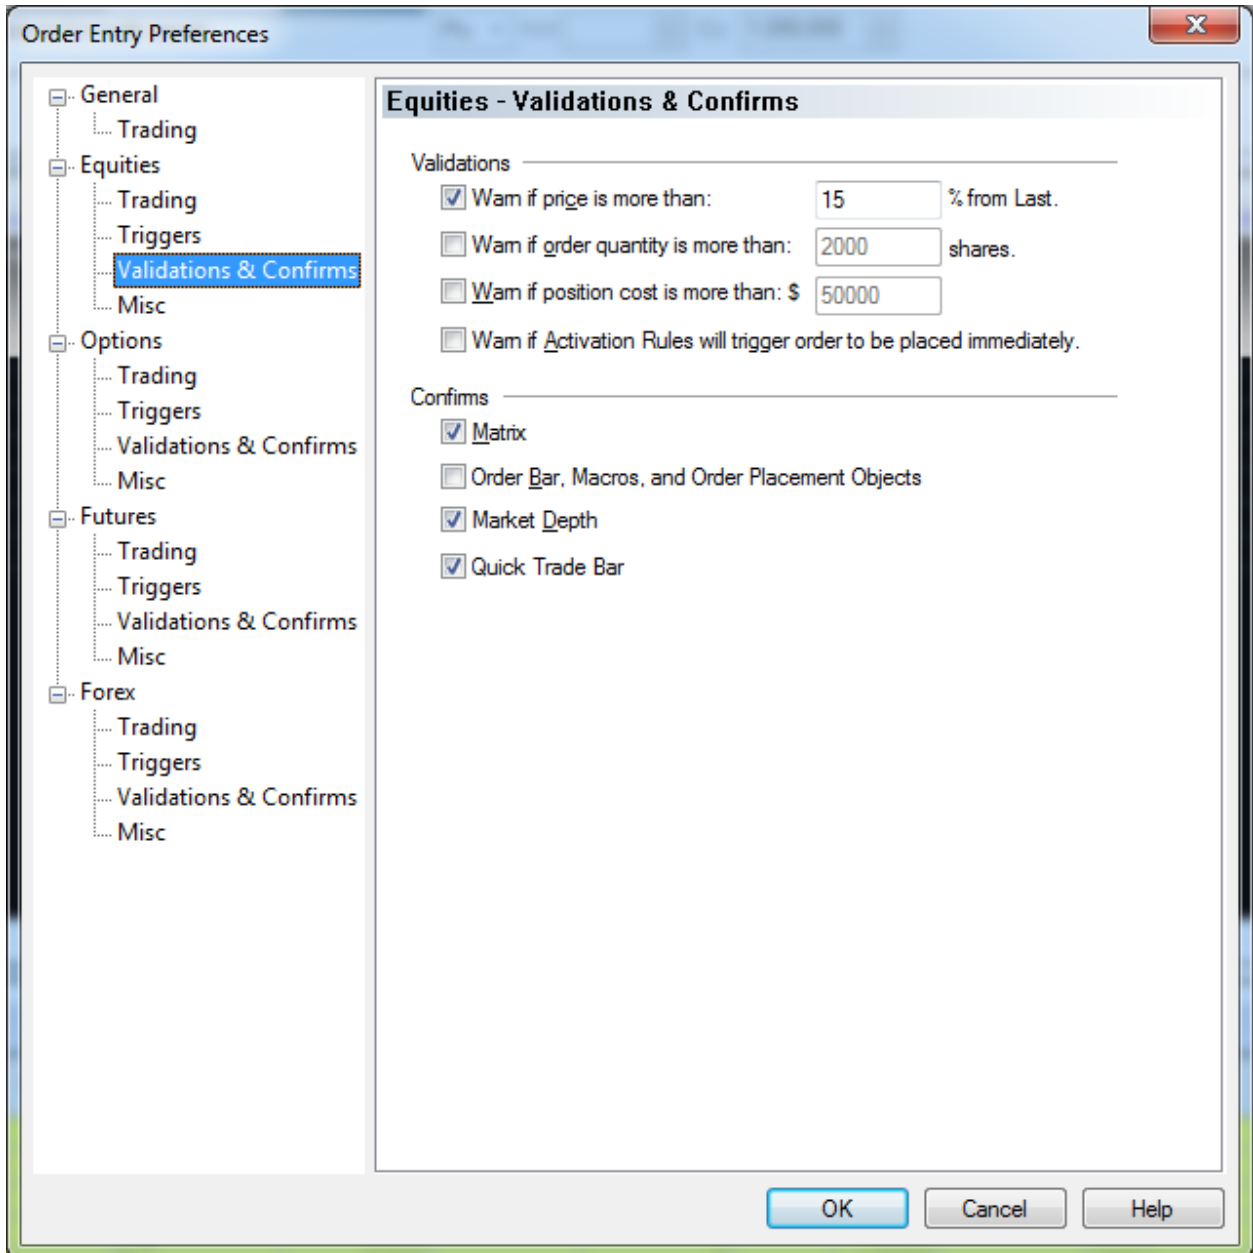 Order Entry Preferences
General
Trading
Equities
Trading
Triggers
Validations & Confirms
Misc
Options
Trading
Triggers
Validations & Confirms
Misc
Futures
Trading
Triggers
Validations & Confirms
Misc
Forex
Trading
Triggers
Validations & Confirms
Misc
Equities - Validations & Confirms
Validations
Warn if price is more than: 15 % from Last.
Warn if order quantity is more than: 2000 shares.
Warn if position cost is more than: $ 50000
Warn if Activation Rules will trigger order to be placed immediately.
Confirms
Matrix
Order Bar, Macros, and Order Placement Objects
Market Depth
Quick Trade Bar
OK Cancel Help